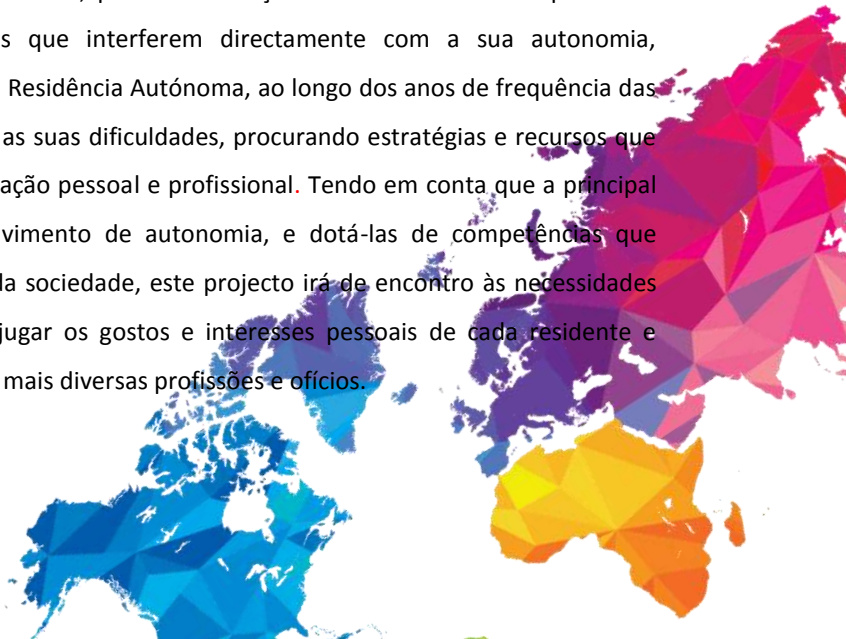 s que interferem directamente com a sua autonomia,
Residência Autónoma, ao longo dos anos de frequência das
as suas dificuldades, procurando estratégias e recursos que
ação pessoal e profissional. Tendo em conta que a principal
vimento de autonomia, e dotá-las de competências que
la sociedade, este projecto irá de encontro às necessidades
jugar os gostos e interesses pessoais de cada residente e
mais diversas profissões e ofícios.